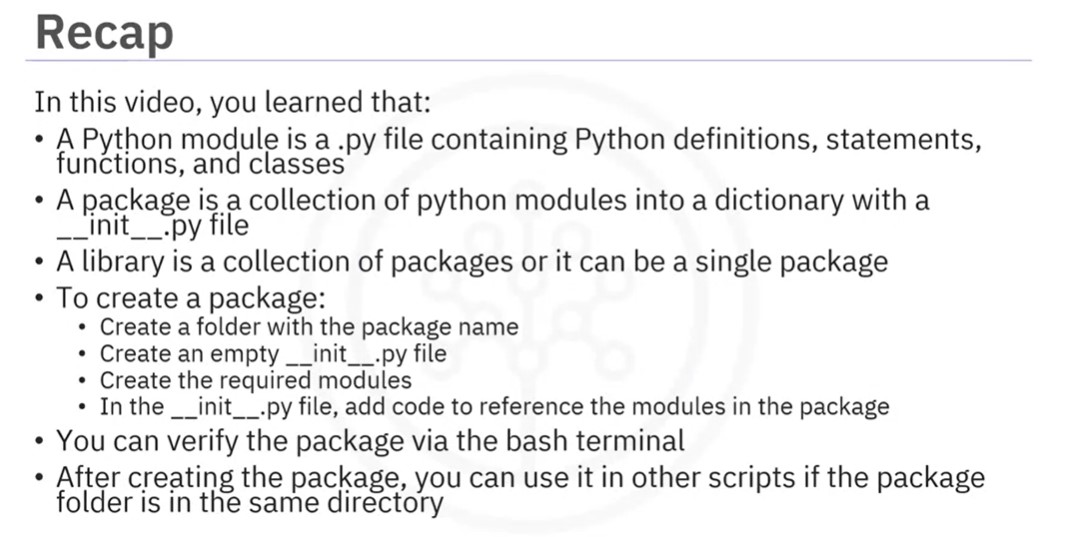 Recap
In this video, you learned that:
• A Python module is a .py file containing Python definitions, statements,
functions, and classes
• A package is a collection of python modules into a dictionary with a
__init__.py file
• A library is a collection of packages or it can be a single package
• To create a package:
• Create a folder with the package name
• Create an empty __init__.py file
• Create the required modules
• In the __init__.py file, add code to reference the modules in the package
• You can verify the package via the bash terminal
• After creating the package, you can use it in other scripts if the package
folder is in the same directory